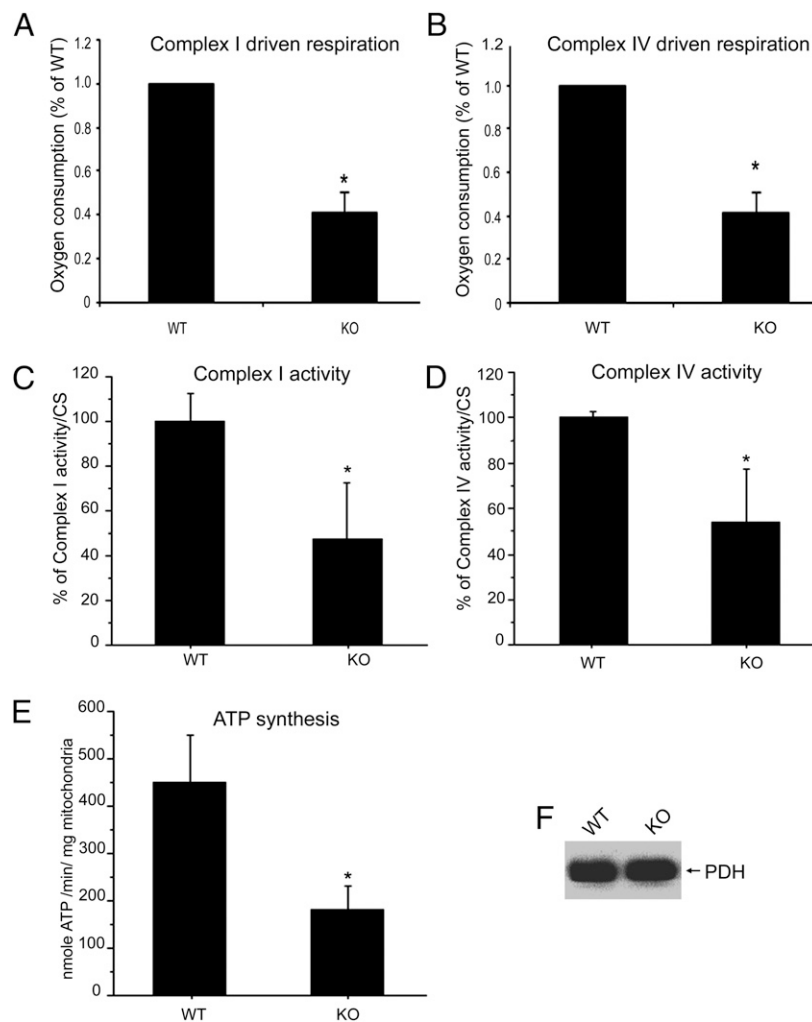 A
Complex I driven respiration
Oxygen consumption (% of WT)
1.2
1.0
0.8
0.6
0.4
0.2
0
*
WT
KO
B
Complex IV driven respiration
Oxygen consumption (% of WT)
1.2
1.0
0.8
0.6
0.4
0.2
0
*
WT
KO
C
Complex I activity
% of Complex I activity/CS
120
100
80
60
40
20
0
*
WT
KO
D
Complex IV activity
% of Complex IV activity/CS
120
100
80
60
40
20
0
*
WT
KO
E
ATP synthesis
nmole ATP /min/ mg mitochondria
600
500
400
300
200
100
0
*
WT
KO
F
WT
KO
←PDH